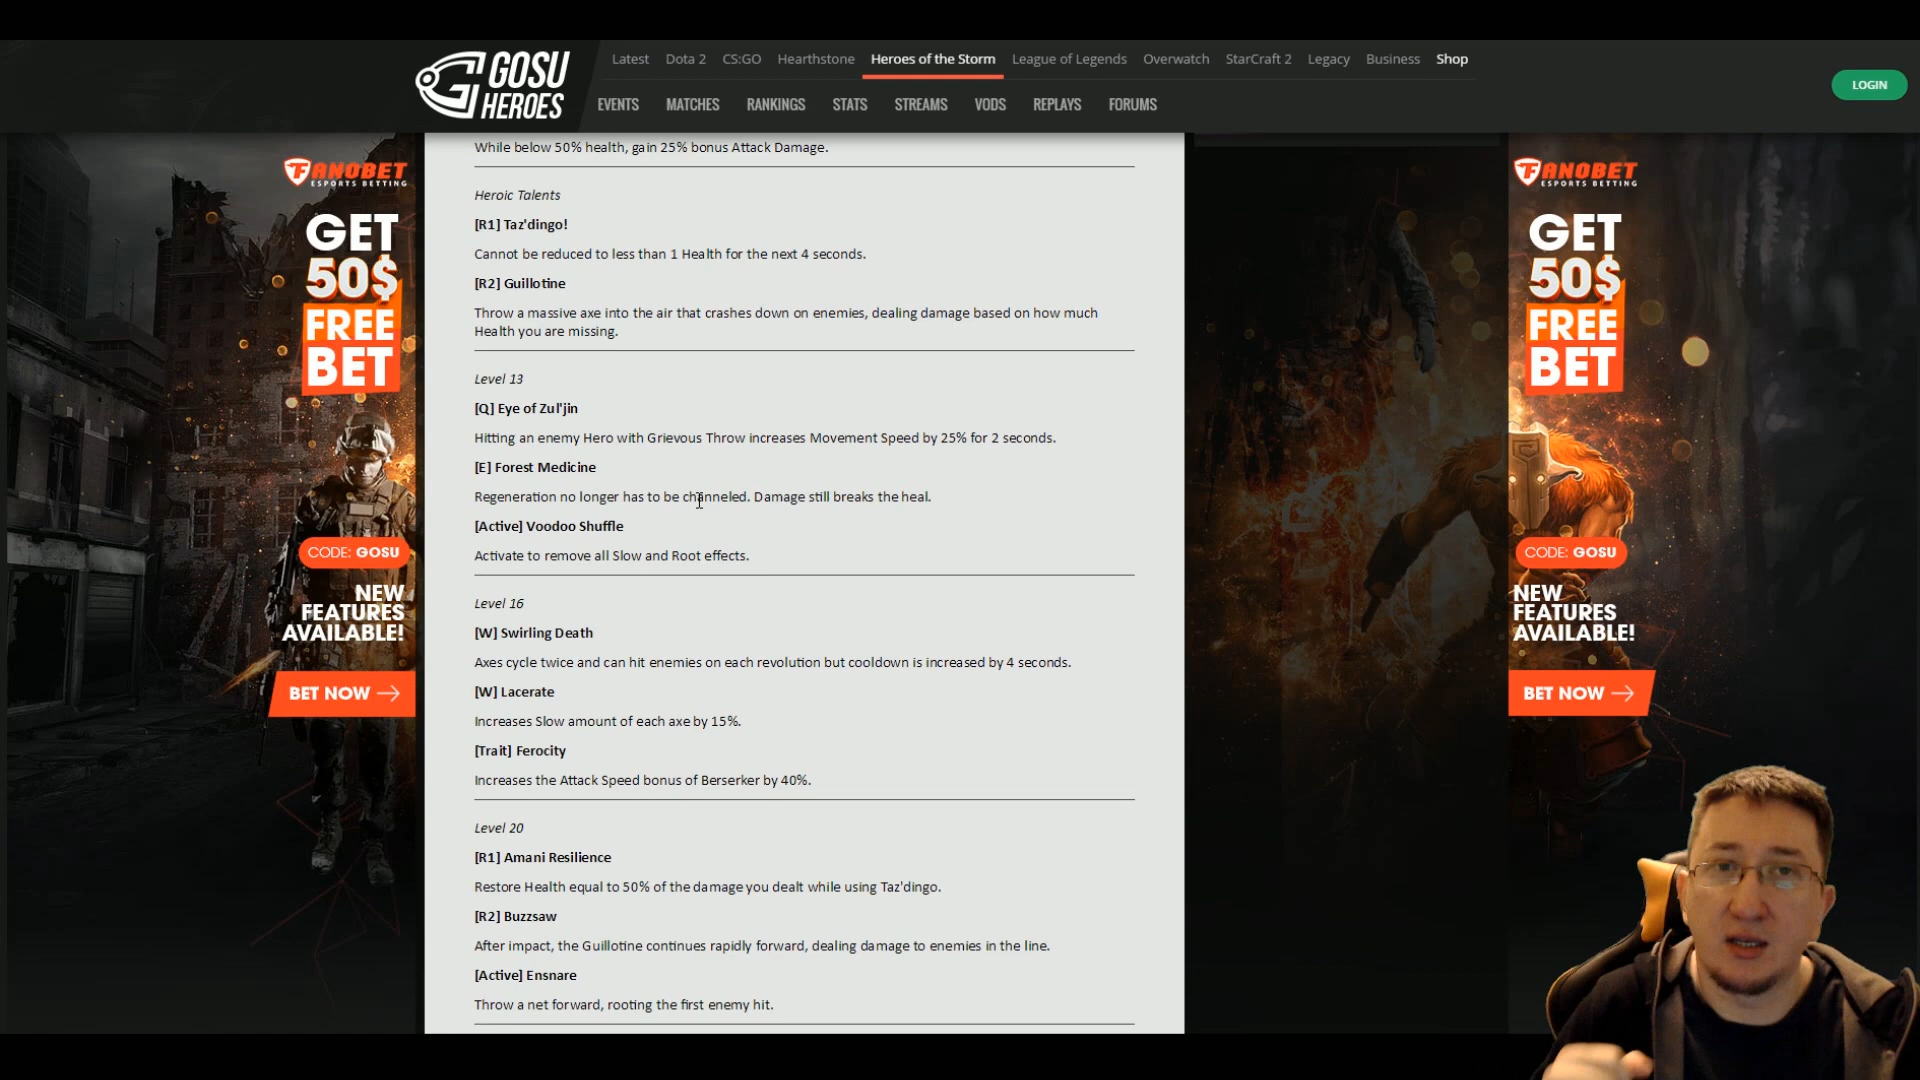 GOSU
HEROES
Latest
Dota 2
CS:GO
Hearthstone
Heroes of the Storm
League of Legends
Overwatch
StarCraft 2
Legacy
Business
Shop
EVENTS
MATCHES
RANKINGS
STATS
STREAMS
VODS
REPLAYS
FORUMS
LOGIN
FANOBET
ESPORTS BETTING
GET
50$
FREE
BET
CODE: GOSU
NEW
FEATURES
AVAILABLE!
BET NOW
While below 50% health, gain 25% bonus Attack Damage.
Heroic Talents
[R1] Taz'dingo!
Cannot be reduced to less than 1 Health for the next 4 seconds.
[R2] Guillotine
Throw a massive axe into the air that crashes down on enemies, dealing damage based on how much
Health you are missing.
Level 13
[Q] Eye of Zul'jin
Hitting an enemy Hero with Grievous Throw increases Movement Speed by 25% for 2 seconds.
[E] Forest Medicine
Regeneration no longer has to be channeled. Damage still breaks the heal.
[Active] Voodoo Shuffle
Activate to remove all Slow and Root effects.
Level 16
[W] Swirling Death
Axes cycle twice and can hit enemies on each revolution but cooldown is increased by 4 seconds.
[W] Lacerate
Increases Slow amount of each axe by 15%.
[Trait] Ferocity
Increases the Attack Speed bonus of Berserker by 40%.
Level 20
[R1] Amani Resilience
Restore Health equal to 50% of the damage you dealt while using Taz'dingo.
[R2] Buzzsaw
After impact, the Guillotine continues rapidly forward, dealing damage to enemies in the line.
[Active] Ensnare
Throw a net forward, rooting the first enemy hit.
FANOBET
ESPORTS BETTING
GET
50$
FREE
BET
CODE: GOSU
NEW
FEATURES
AVAILABLE!
BET NOW